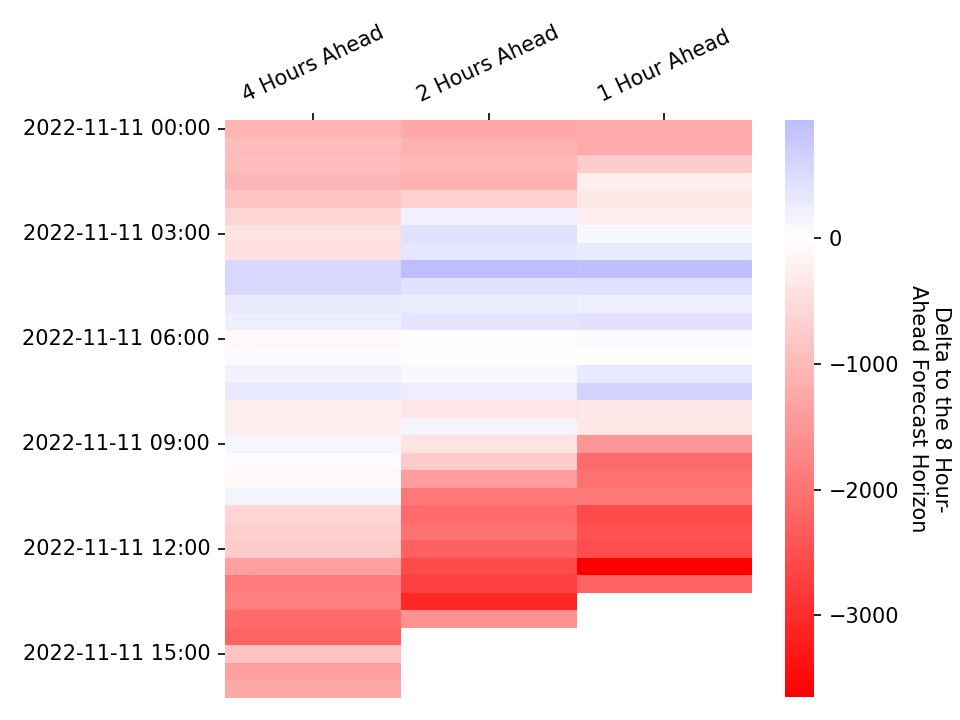 4 Hours Ahead
2 Hours Ahead
1 Hour Ahead
2022-11-11 00:00
2022-11-11 03:00
2022-11-11 06:00
2022-11-11 09:00
2022-11-11 12:00
2022-11-11 15:00
0
−1000
−2000
−3000
Delta to the 8 Hour-
Ahead Forecast Horizon